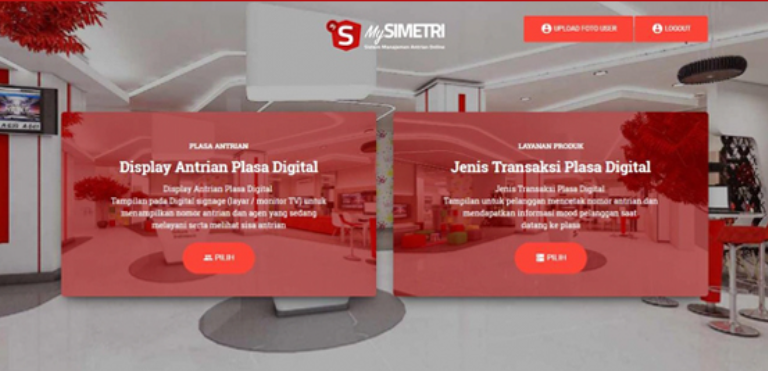 MySIMETRI
Sistem Manajemen Antrian Online
UPLOAD FOTO USER
LOGOUT
PLASA ANTRIAN
Display Antrian Plasa Digital
Display Antrian Plasa Digital
Tampilan pada Digital signage (layar / monitor TV) untuk
menampilkan nomor antrian dan agen yang sedang
melayani serta melihat sisa antrian
PILIH
LAYANAN PRODUK
Jenis Transaksi Plasa Digital
Jenis Transaksi Plasa Digital
Tampilan untuk pelanggan mencetak nomor antrian dan
mendapatkan informasi mood pelanggan saat
datang ke plasa
PILIH